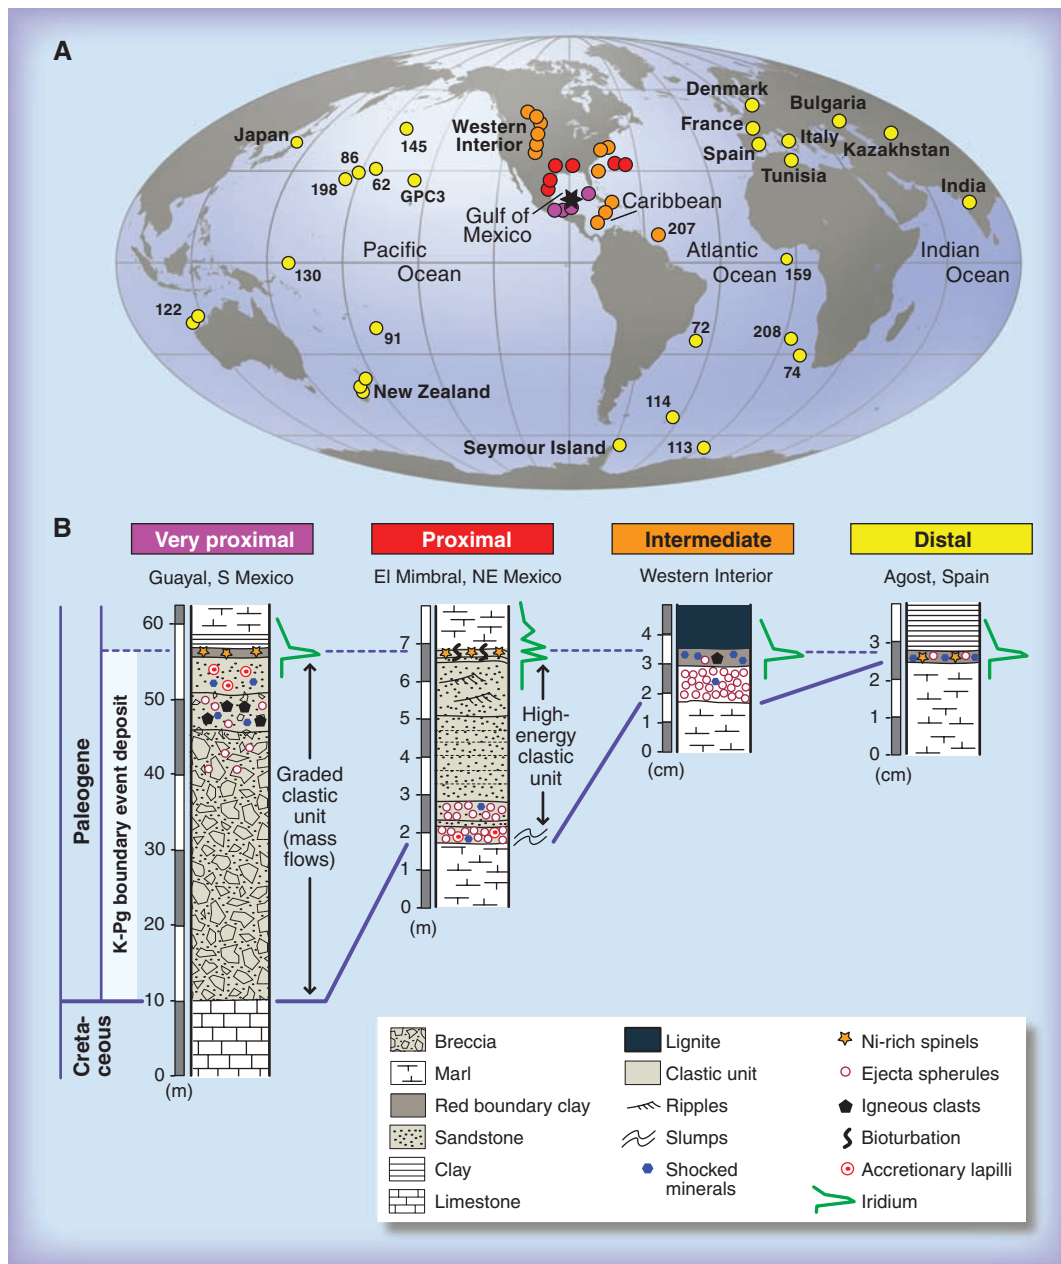 A
Denmark
Bulgaria
Japan
145
Western
Interior
France
Italy
Kazakhstan
Spain
Tunisia
86
198
62
GPC3
India
Gulf of
Mexico
Caribbean
207
Pacific
Ocean
Atlantic
Ocean
Indian
Ocean
130
159
122
91
72
208
74
New Zealand
114
Seymour Island
113
B
Very proximal
Proximal
Intermediate
Distal
Guayal, S Mexico
El Mimbral, NE Mexico
Western Interior
Agost, Spain
Paleogene
K-Pg boundary event deposit
Creta-
ceous
60
50
40
30
20
10
0
(m)
Graded
clastic
unit
(mass
flows)
7
6
5
4
3
2
1
0
(m)
High-
energy
clastic
unit
4
3
2
1
0
(cm)
3
2
1
0
(cm)
Breccia
Marl
Red boundary clay
Sandstone
Clay
Limestone
Lignite
Clastic unit
Ripples
Slumps
Shocked
minerals
Ni-rich spinels
Ejecta spherules
Igneous clasts
Bioturbation
Accretionary lapilli
Iridium